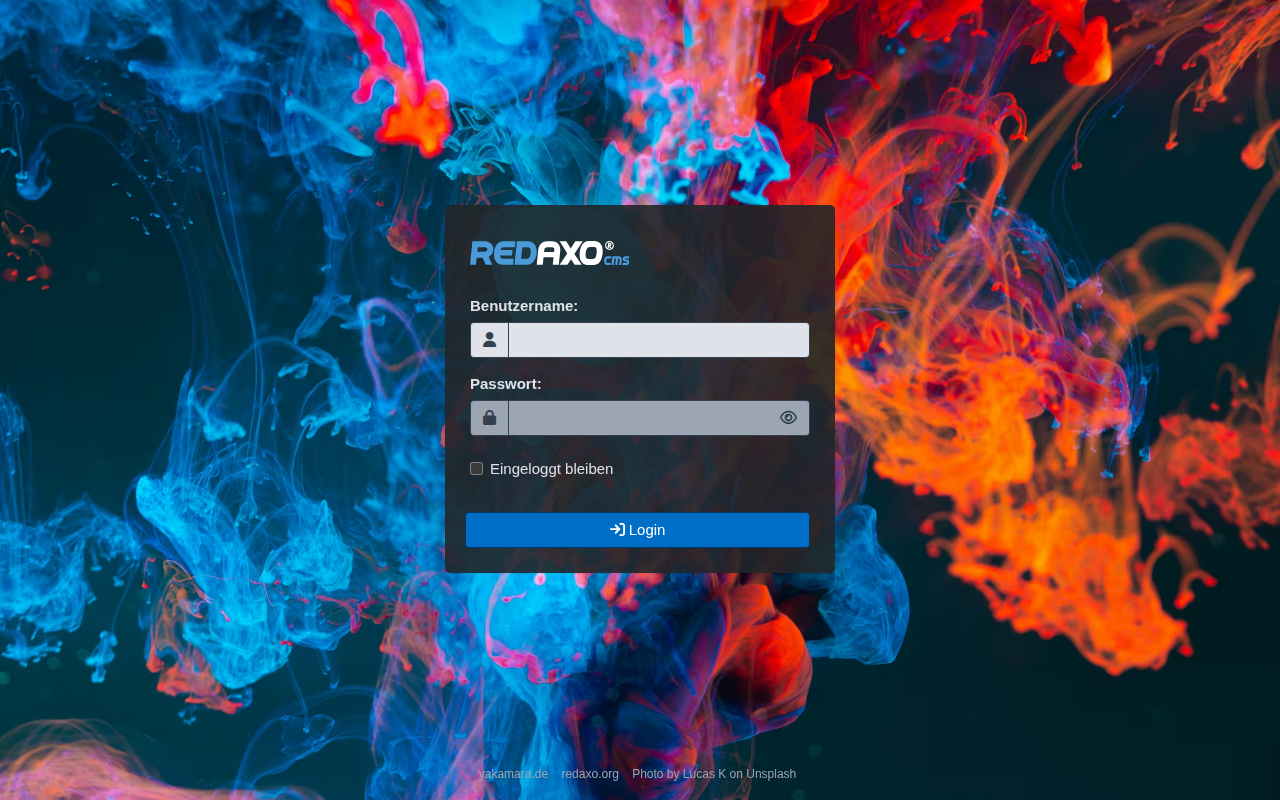 REDAXO® cms
Benutzername:
Passwort:
Eingeloggt bleiben
Login
yakamara.de redaxo.org Photo by Lucas K on Unsplash